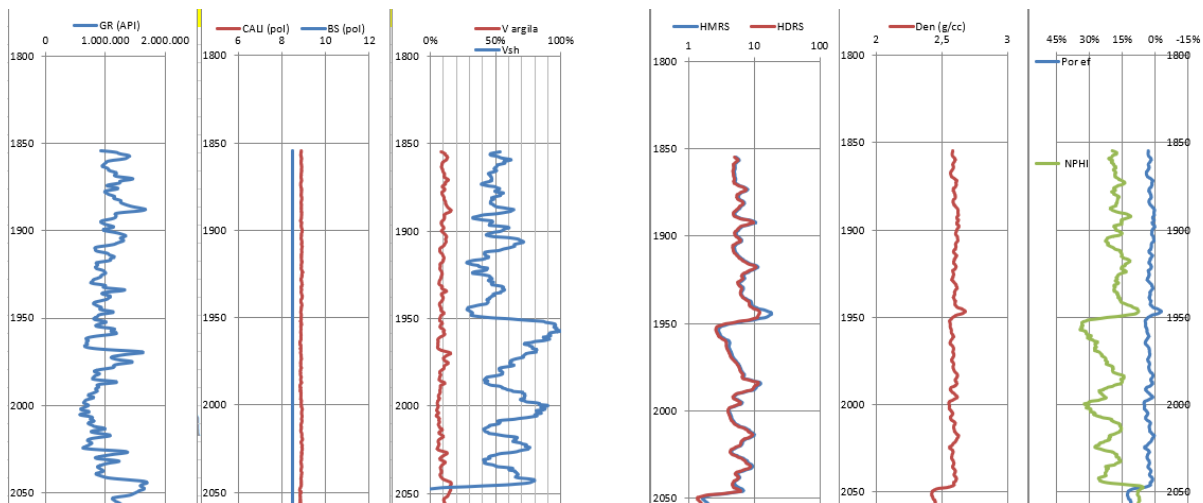 GR (API)
0 1.000.000 2.000.000
1800
1850
1900
1950
2000
2050
CALI (pol) BS (pol)
6 8 10 12
1800
1850
1900
1950
2000
2050
V argila
0% 50% 100%
Vsh
1800
1850
1900
1950
2000
2050
HMRS HDRS
1 10 100
1800
1850
1900
1950
2000
2050
Den (g/cc)
2 2,5 3
1800
1850
1900
1950
2000
2050
45% 30% 15% 0% -15%
1800
Por ef
1850
NPHI
1900
1950
2000
2050